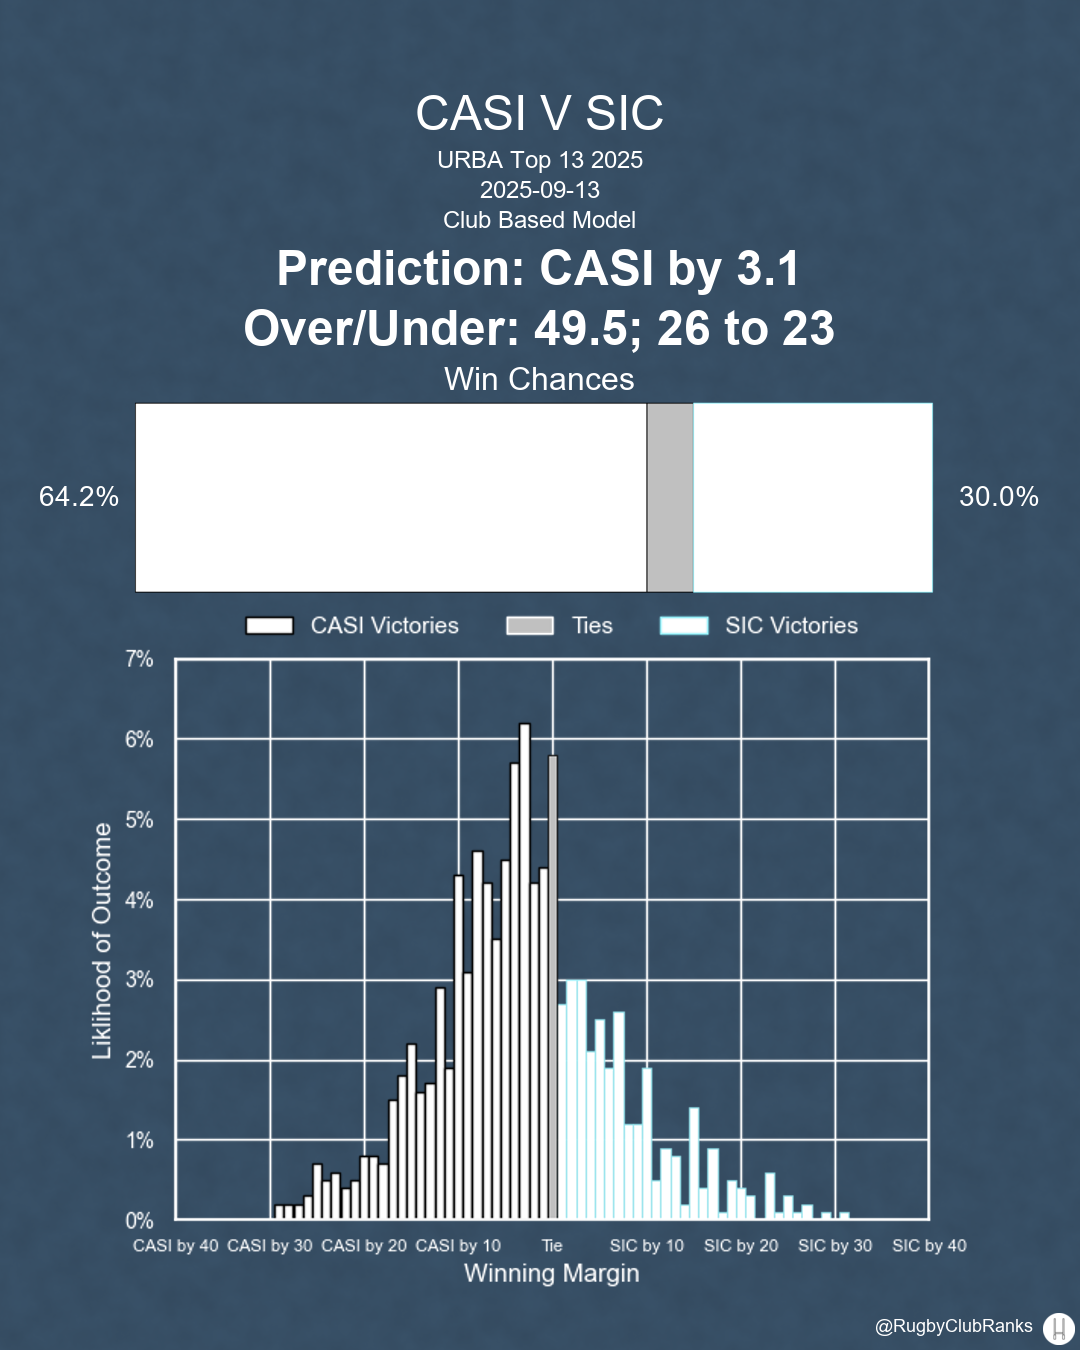 CASI V SIC
URBA Top 13 2025
2025-09-13
Club Based Model
Prediction: CASI by 3.1
Over/Under: 49.5; 26 to 23
Win Chances
64.2%
30.0%
CASI Victories
Ties
SIC Victories
7%
6%
5%
4%
3%
2%
1%
0%
Liklihood of Outcome
CASI by 40 CASI by 30 CASI by 20 CASI by 10 Tie SIC by 10 SIC by 20 SIC by 30 SIC by 40
Winning Margin
@RugbyClubRanks